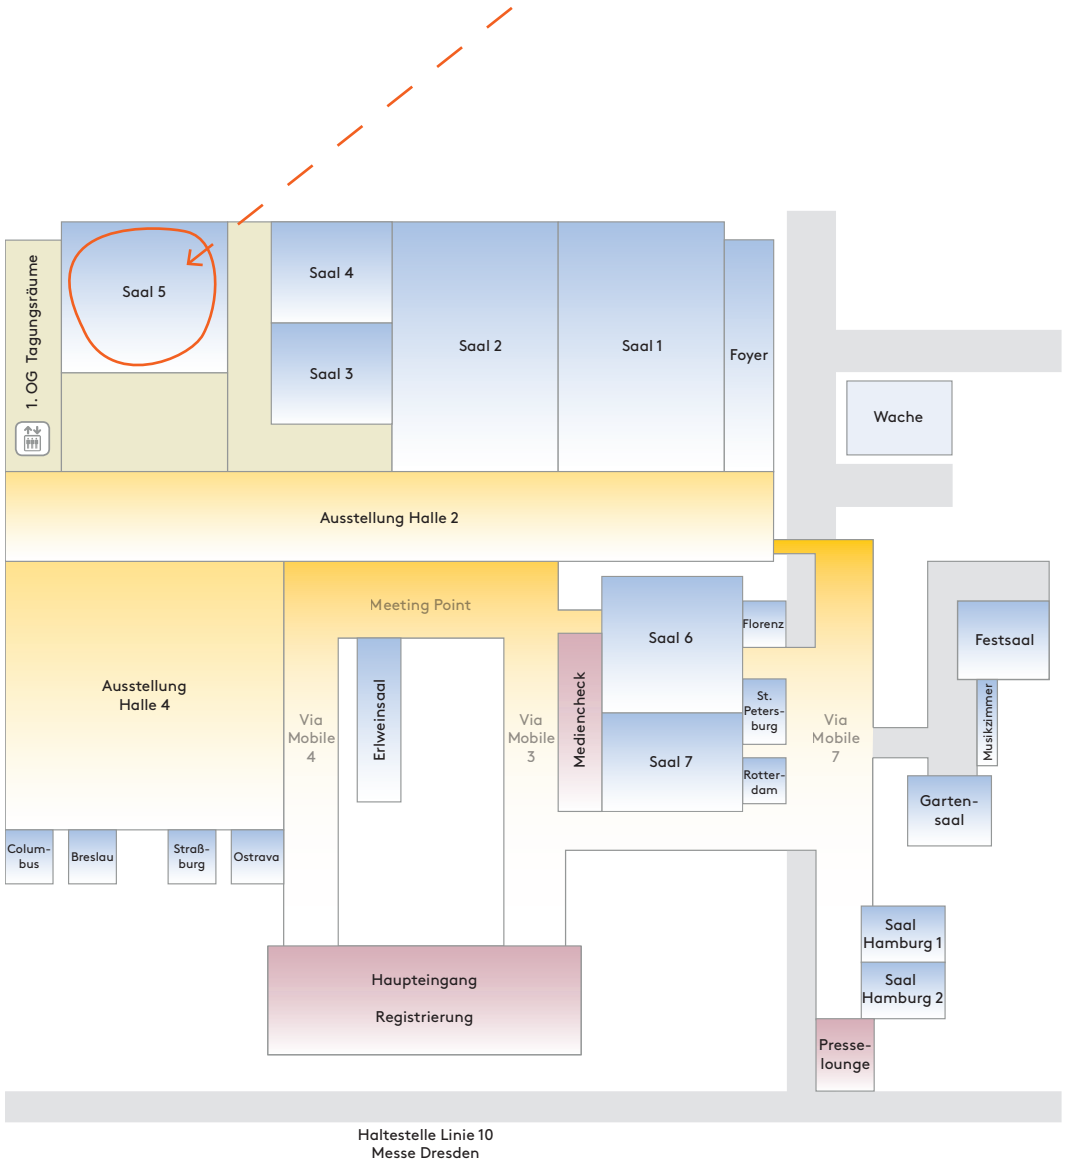 1. OG Tagungsräume
Saal 5
Saal 4
Saal 3
Saal 2
Saal 1
Foyer
Wache
Ausstellung Halle 2
Meeting Point
Ausstellung
Halle 4
Via
Mobile
4
Erlweinsaal
Via
Mobile
3
Mediencheck
Saal 6
Saal 7
Florenz
St.
Peters-
burg
Rotter-
dam
Via
Mobile
7
Festsaal
Musikzimmer
Garten-
saal
Colum-
bus
Breslau
Straß-
burg
Ostrava
Saal
Hamburg 1
Saal
Hamburg 2
Haupteingang
Registrierung
Presse-
lounge
Haltestelle Linie 10
Messe Dresden